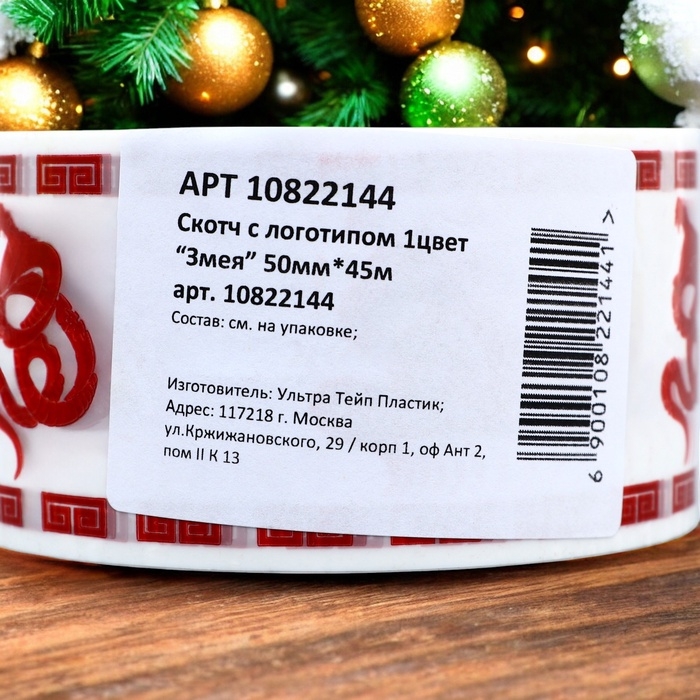 АРТ 10822144
Скотч с логотипом 1цвет
“Змея” 50мм*45м
арт. 10822144
Состав: см. на упаковке;
Изготовитель: Ультра Тейп Пластик;
Адрес: 117218 г. Москва
ул.Кржижановского, 29 / корп 1, оф Ант 2,
пом II К 13
6 900108 221441 >